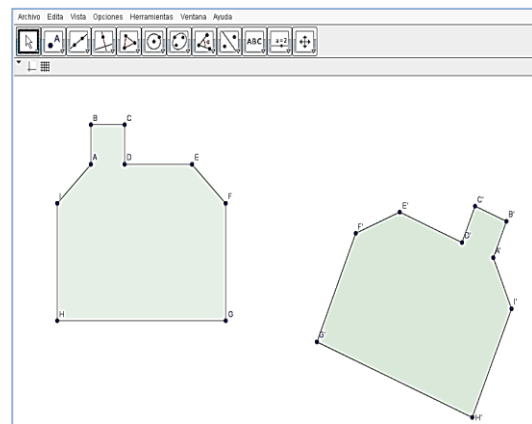 Archivo Edita Vista Opciones Herramientas Ventana Ayuda
A ABC a=2
B C
A D E
I F
H G
C'
E' B'
F' D'
A'
I'
G'
H'